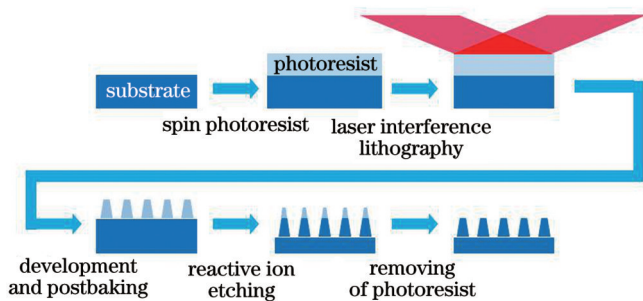 substrate
spin photoresist
photoresist
laser interference
lithography
development
and postbaking
reactive ion
etching
removing
of photoresist